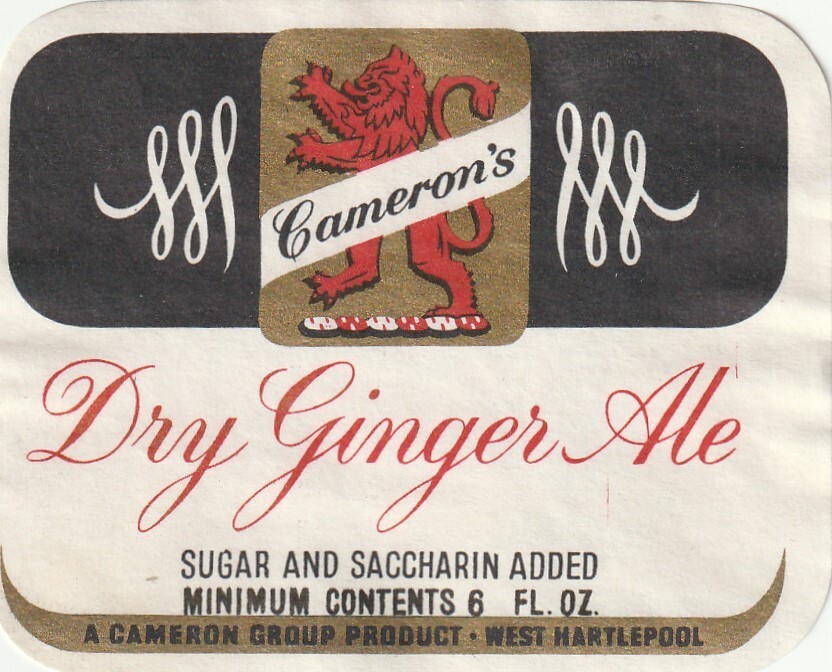 Cameron's
Dry Ginger Ale
SUGAR AND SACCHARIN ADDED
MINIMUM CONTENTS 6 FL. OZ.
A CAMERON GROUP PRODUCT · WEST HARTLEPOOL